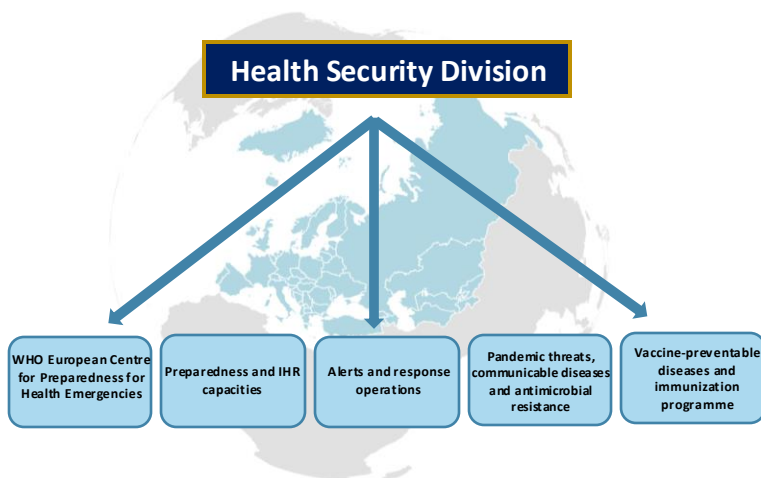 Health Security Division
WHO European Centre
for Preparedness for
Health Emergencies
Preparedness and IHR
capacities
Alerts and response
operations
Pandemic threats,
communicable diseases
and antimicrobial
resistance
Vaccine-preventable
diseases and
immunization
programme